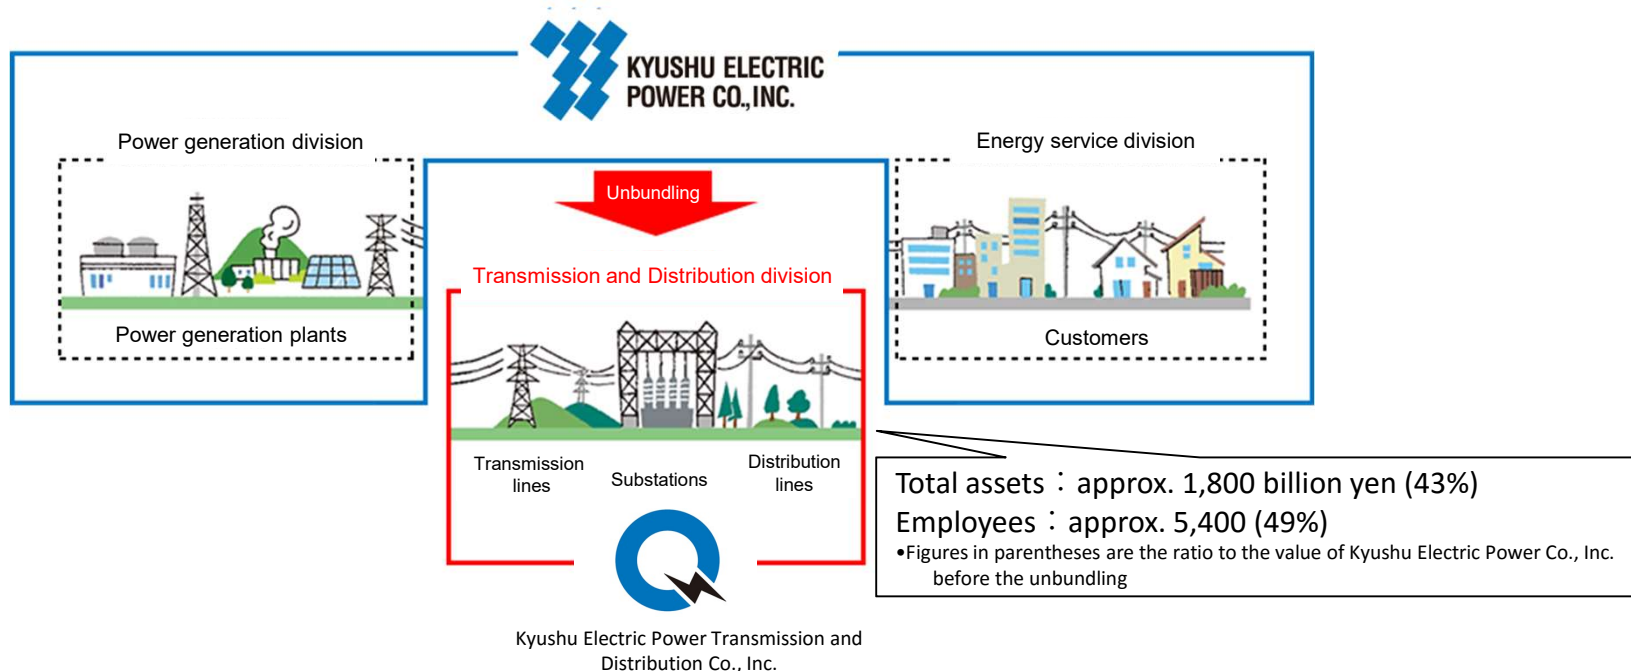 KYUSHU ELECTRIC
POWER CO.,INC.
Power generation division
Energy service division
Unbundling
Transmission and Distribution division
Power generation plants
Customers
Transmission
lines
Substations
Distribution
lines
Total assets：approx. 1,800 billion yen (43%)
Employees：approx. 5,400 (49%)
•Figures in parentheses are the ratio to the value of Kyushu Electric Power Co., Inc.
before the unbundling
Kyushu Electric Power Transmission and
Distribution Co., Inc.